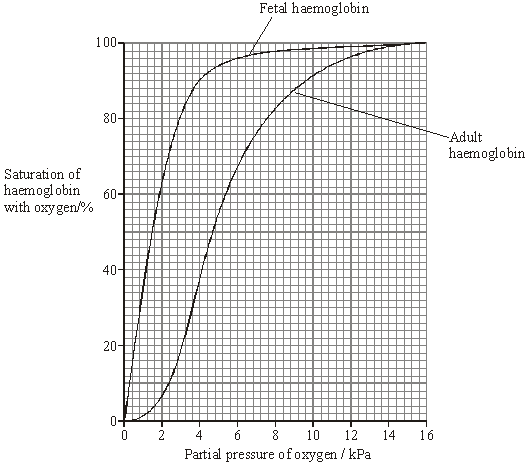 Fetal haemoglobin
100
80
Adult
haemoglobin
Saturation of
haemoglobin
with oxygen/%
60
40
20
0
0 2 4 6 8 10 12 14 16
Partial pressure of oxygen / kPa